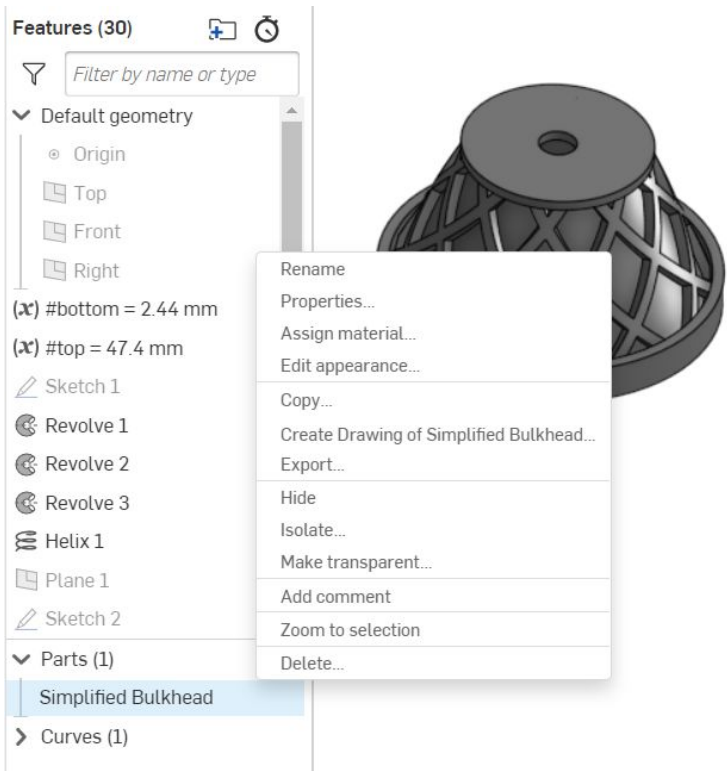 Features (30)
Filter by name or type
Default geometry
Origin
Top
Front
Right
(x) #bottom = 2.44 mm
(x) #top = 47.4 mm
Sketch 1
Revolve 1
Revolve 2
Revolve 3
Helix 1
Plane 1
Sketch 2
Parts (1)
Simplified Bulkhead
Curves (1)
Rename
Properties...
Assign material...
Edit appearance...
Copy...
Create Drawing of Simplified Bulkhead...
Export...
Hide
Isolate...
Make transparent...
Add comment
Zoom to selection
Delete...